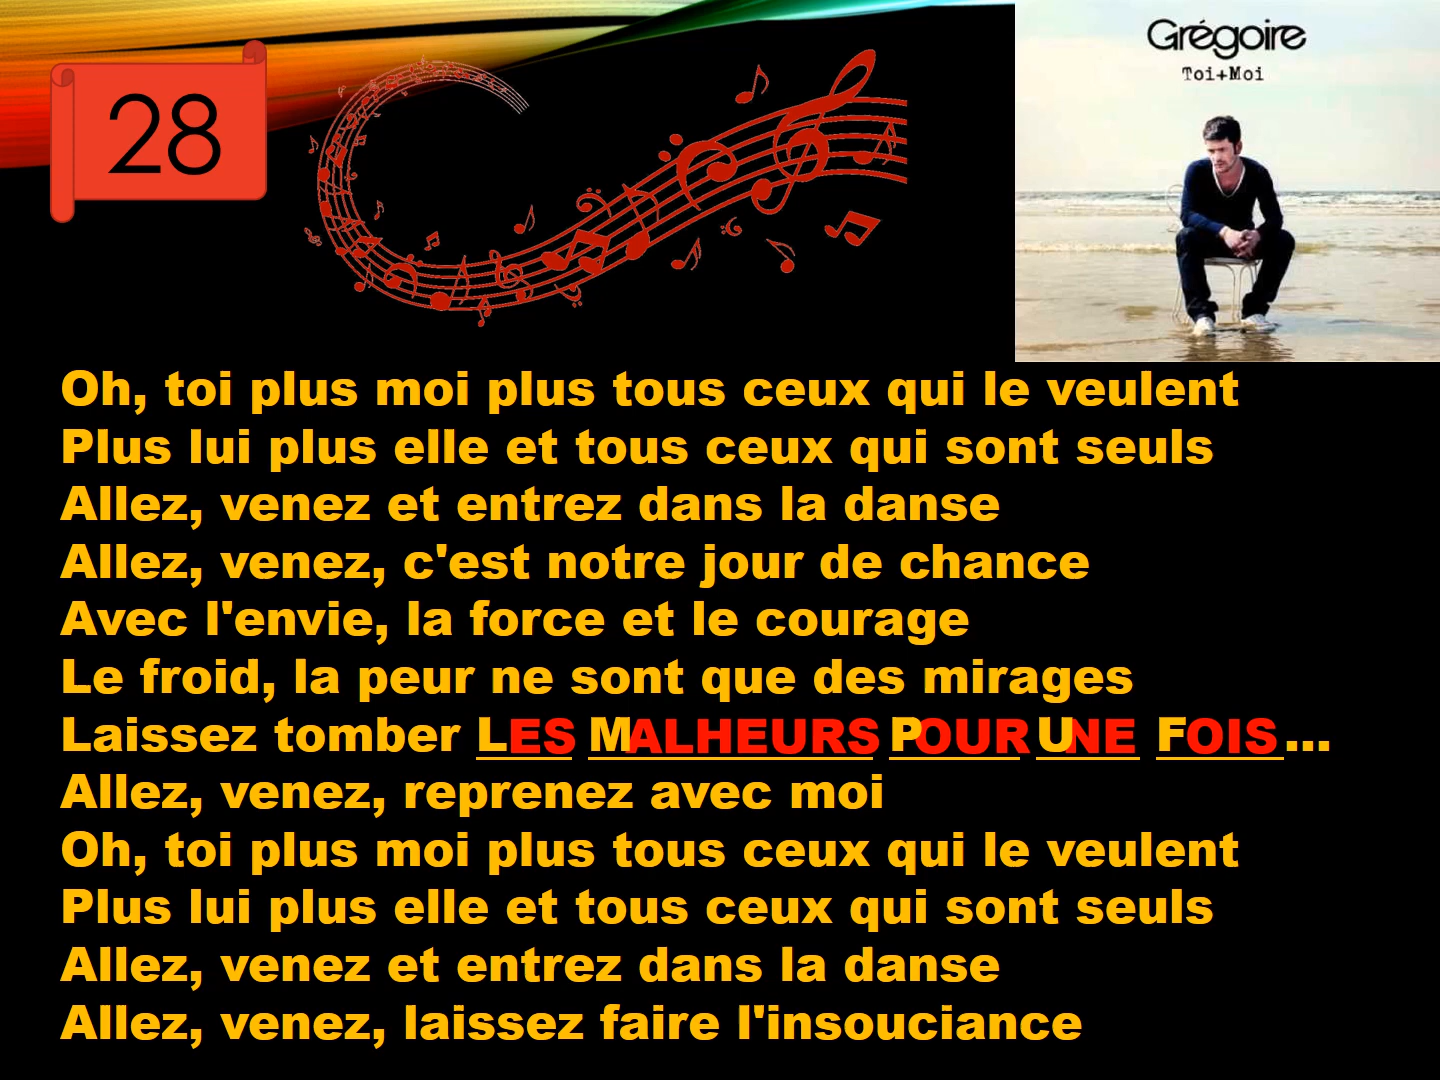 28
Grégoire
Toi+Moi
Oh, toi plus moi plus tous ceux qui le veulent
Plus lui plus elle et tous ceux qui sont seuls
Allez, venez et entrez dans la danse
Allez, venez, c'est notre jour de chance
Avec l'envie, la force et le courage
Le froid, la peur ne sont que des mirages
Laissez tomber LES MALHEURS POUR UNE FOIS...
Allez, venez, reprenez avec moi
Oh, toi plus moi plus tous ceux qui le veulent
Plus lui plus elle et tous ceux qui sont seuls
Allez, venez et entrez dans la danse
Allez, venez, laissez faire l'insouciance